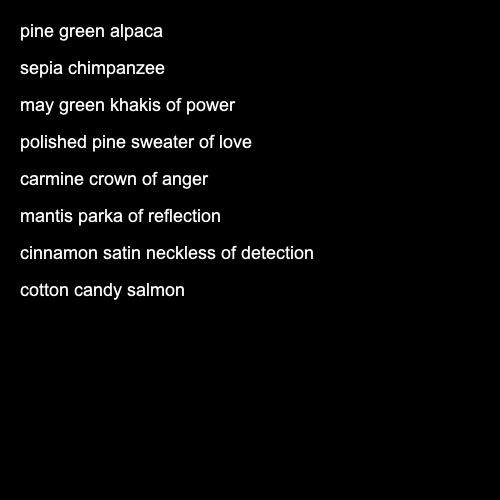 pine green alpaca
sepia chimpanzee
may green khakis of power
polished pine sweater of love
carmine crown of anger
mantis parka of reflection
cinnamon satin neckless of detection
cotton candy salmon